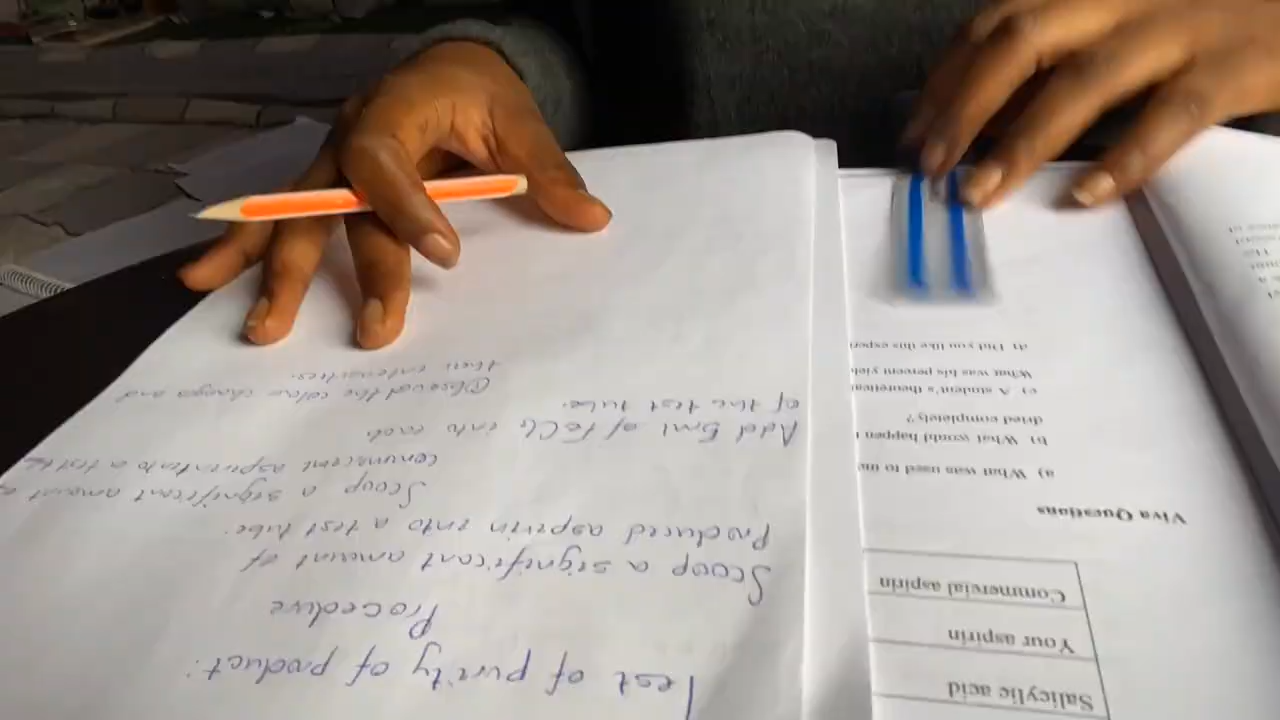 Test of purity of product:
Procedure
Scoop a significant amount of
Produced aspirin into a test tube.
Scoop a significant amount
commercial aspirin into a test
Add 5ml of FeCl3 into each
of the test tube.
Observed the colour changes and
their intensities.
Salicylic acid
Your aspirin
Commercial aspirin
Viva Questions
a) What was used to
b) What would happen
dried completely?
c) A student's theoretical
What was his percent yield
d) Did you like this exper